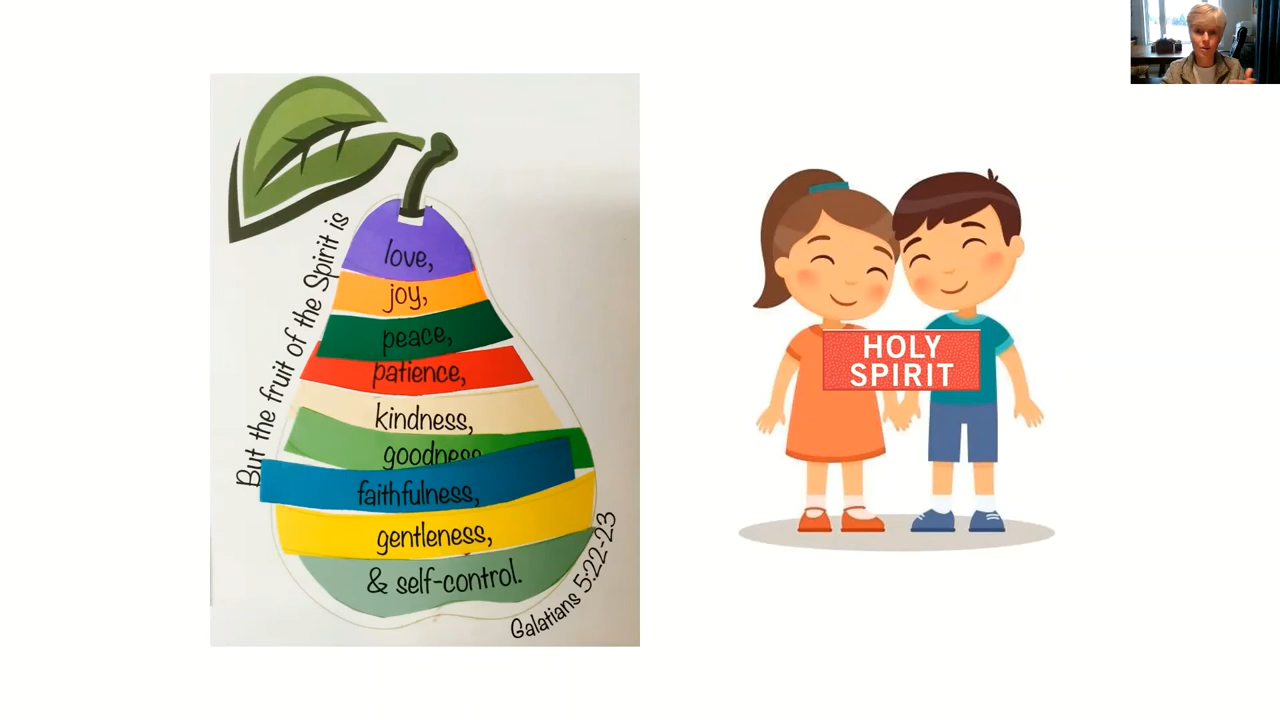 But the fruit of the Spirit is
love,
joy,
peace,
patience,
kindness,
goodness
faithfulness,
gentleness,
& self-control.
Galatians 5:22-23
HOLY
SPIRIT